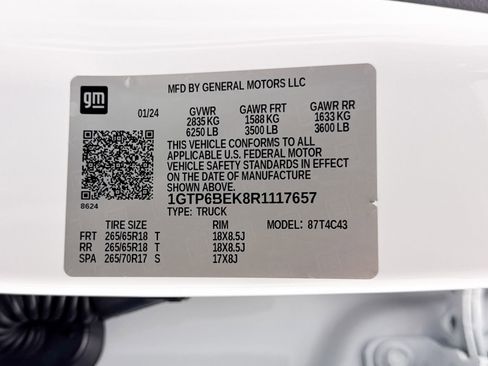 gm
MFD BY GENERAL MOTORS LLC
01/24 GVWR GAWR FRT GAWR RR
2835 KG 1588 KG 1633 KG
6250 LB 3500 LB 3600 LB
THIS VEHICLE CONFORMS TO ALL
APPLICABLE U.S. FEDERAL MOTOR
VEHICLE SAFETY STANDARDS IN EFFECT
ON THE DATE OF MANUFACTURE
SHOWN ABOVE.
8624
1GTP6BEK8R1117657
TYPE: TRUCK
TIRE SIZE RIM MODEL: 87T4C43
FRT 265/65R18 T 18X8.5J
RR 265/65R18 T 18X8.5J
SPA 265/70R17 S 17X8J